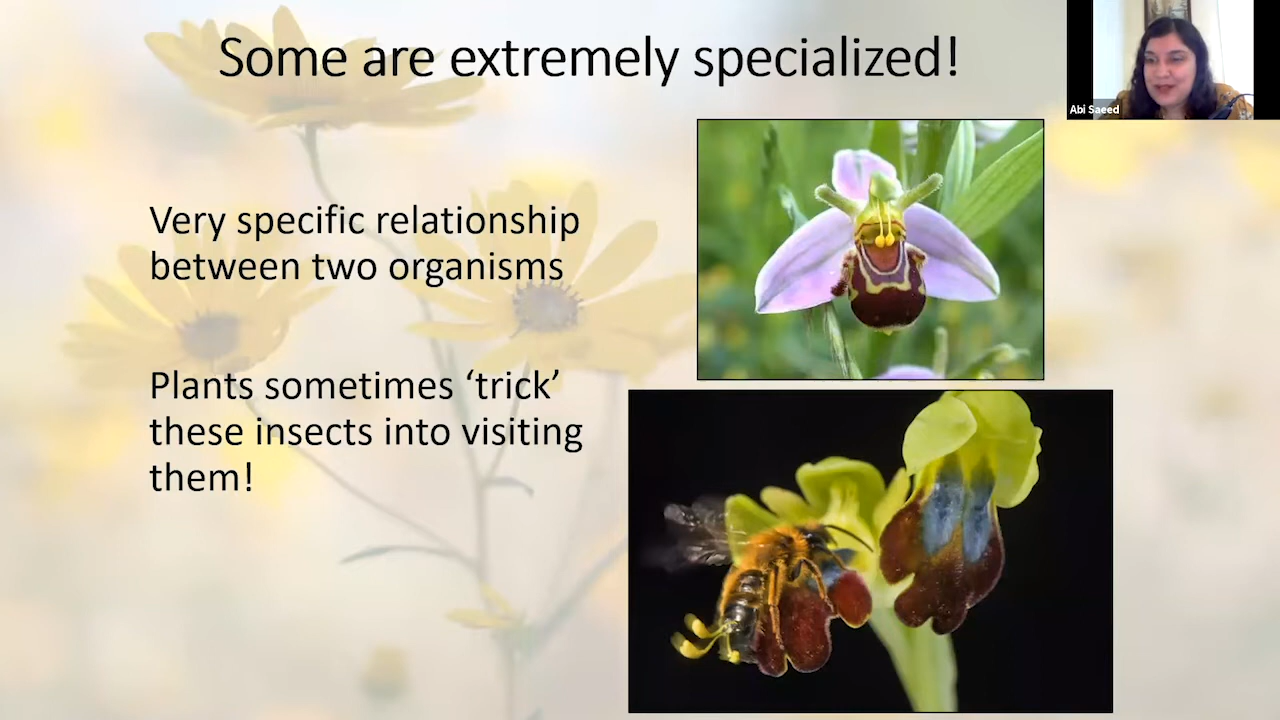 Some are extremely specialized!
Abi Saeed
Very specific relationship
between two organisms
Plants sometimes ‘trick’
these insects into visiting
them!